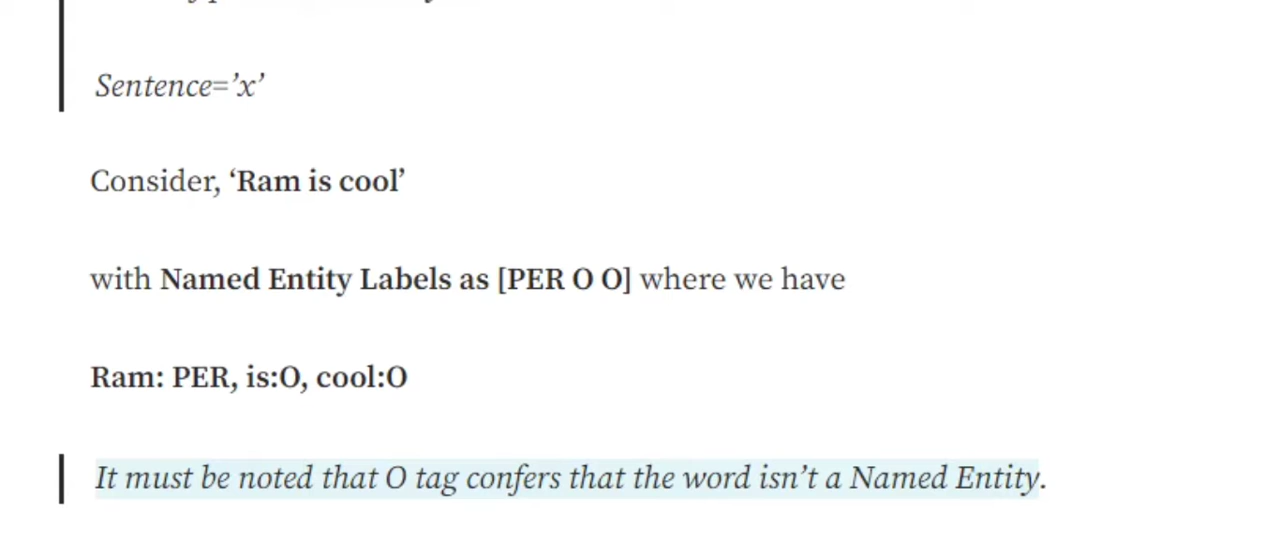 Sentence=’x’
Consider, ‘Ram is cool’
with Named Entity Labels as [PER O O] where we have
Ram: PER, is:O, cool:O
It must be noted that O tag confers that the word isn’t a Named Entity.